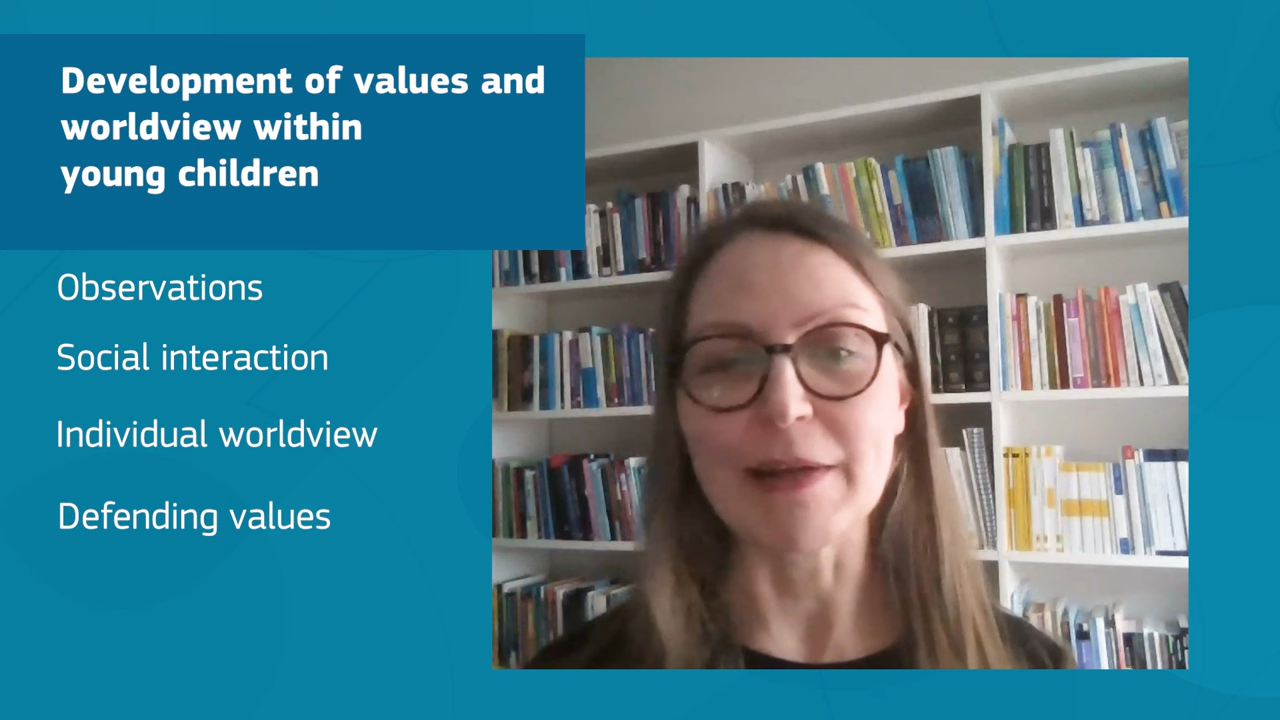 Development of values and
worldview within
young children
Observations
Social interaction
Individual worldview
Defending values